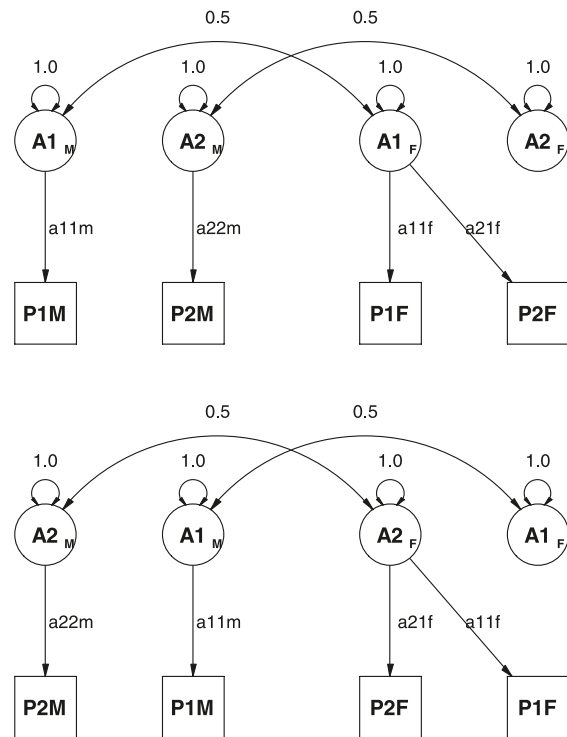 0.5 0.5
1.0 1.0 1.0 1.0
A1 M A2 M A1 F A2 F
a11m a22m a11f a21f
P1M P2M P1F P2F
0.5 0.5
1.0 1.0 1.0 1.0
A2 M A1 M A2 F A1 F
a22m a11m a21f a11f
P2M P1M P2F P1F